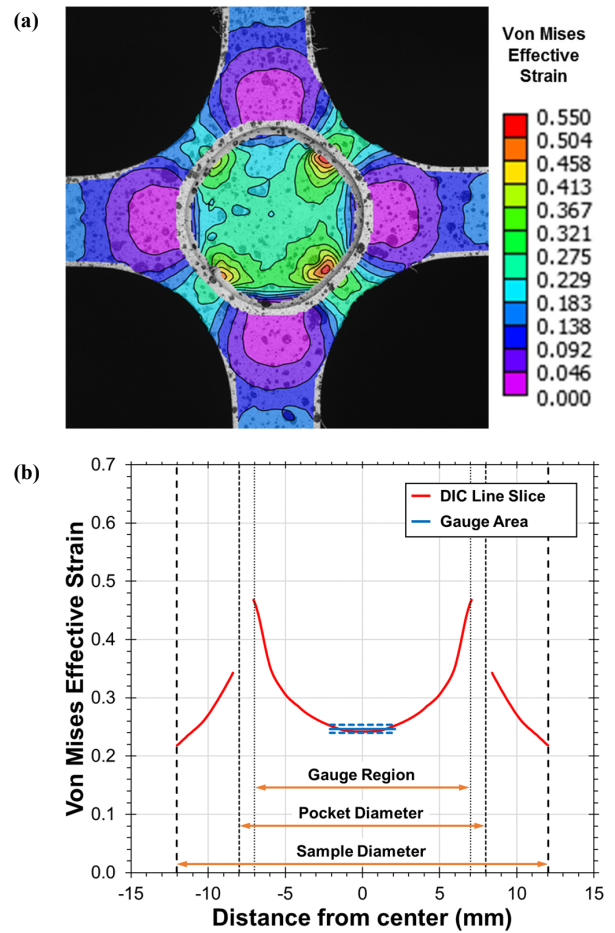 (a)
Von Mises
Effective
Strain
0.550
0.504
0.458
0.413
0.367
0.321
0.275
0.229
0.183
0.138
0.092
0.046
0.000
(b)
0.7
0.6
0.5
0.4
0.3
0.2
0.1
0.0
Von Mises Effective Strain
DIC Line Slice
Gauge Area
Gauge Region
Pocket Diameter
Sample Diameter
-15 -10 -5 0 5 10 15
Distance from center (mm)